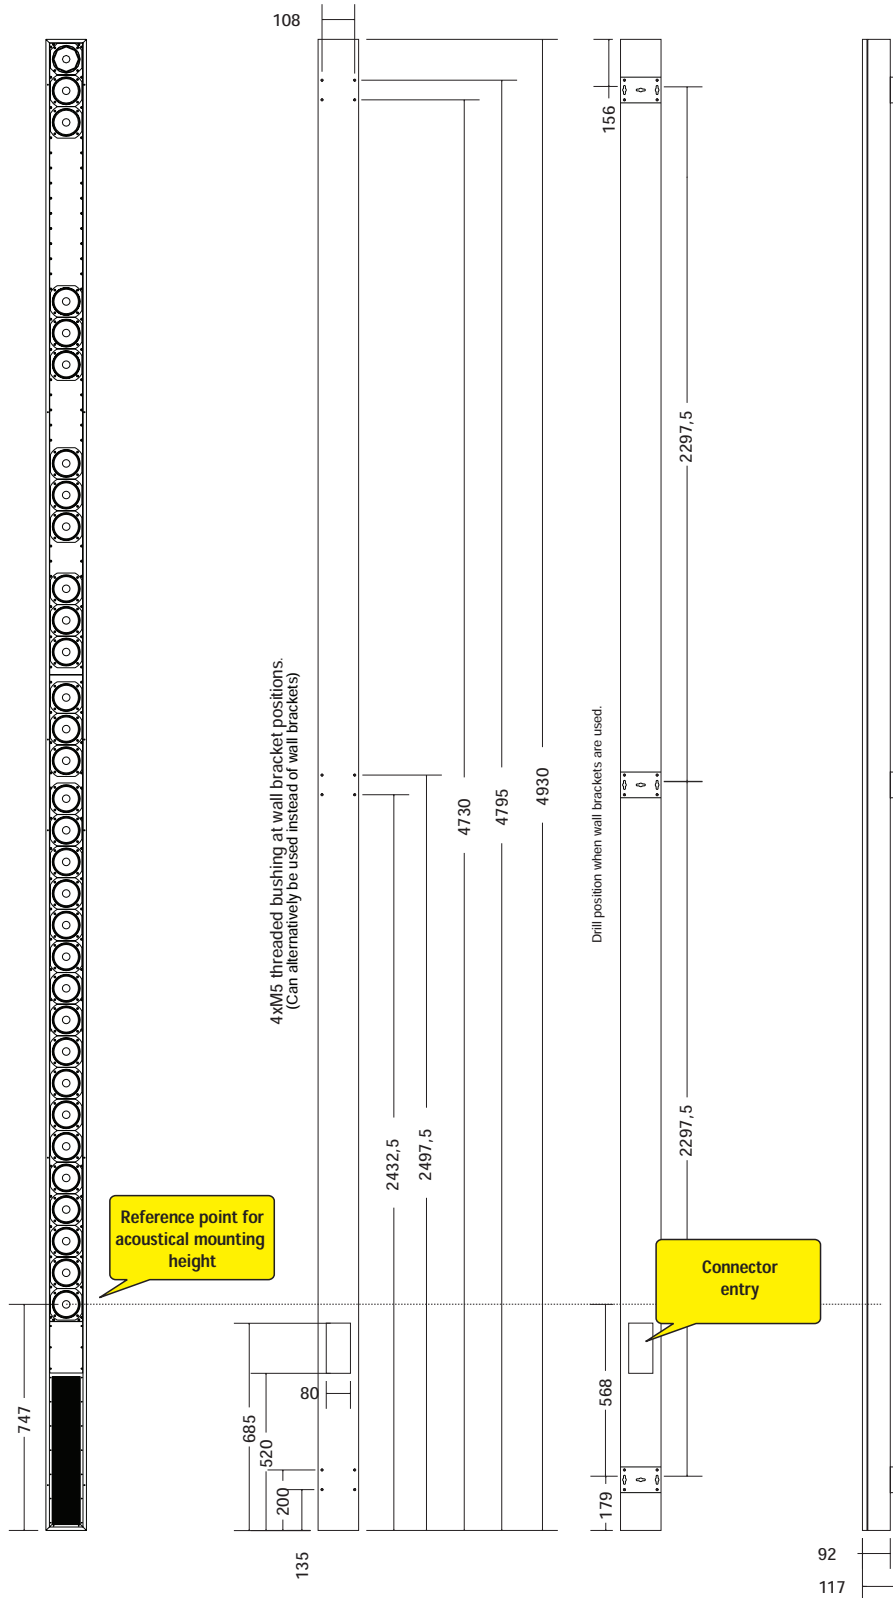 108
156
2297,5
4xM5 threaded bushing at wall bracket positions.
(Can alternatively be used instead of wall brackets)
4730
4795
4930
Drill position when wall brackets are used.
2432,5
2497,5
2297,5
Reference point for
acoustical mounting
height
Connector
entry
747
685
520
80
200
135
568
179
92
117